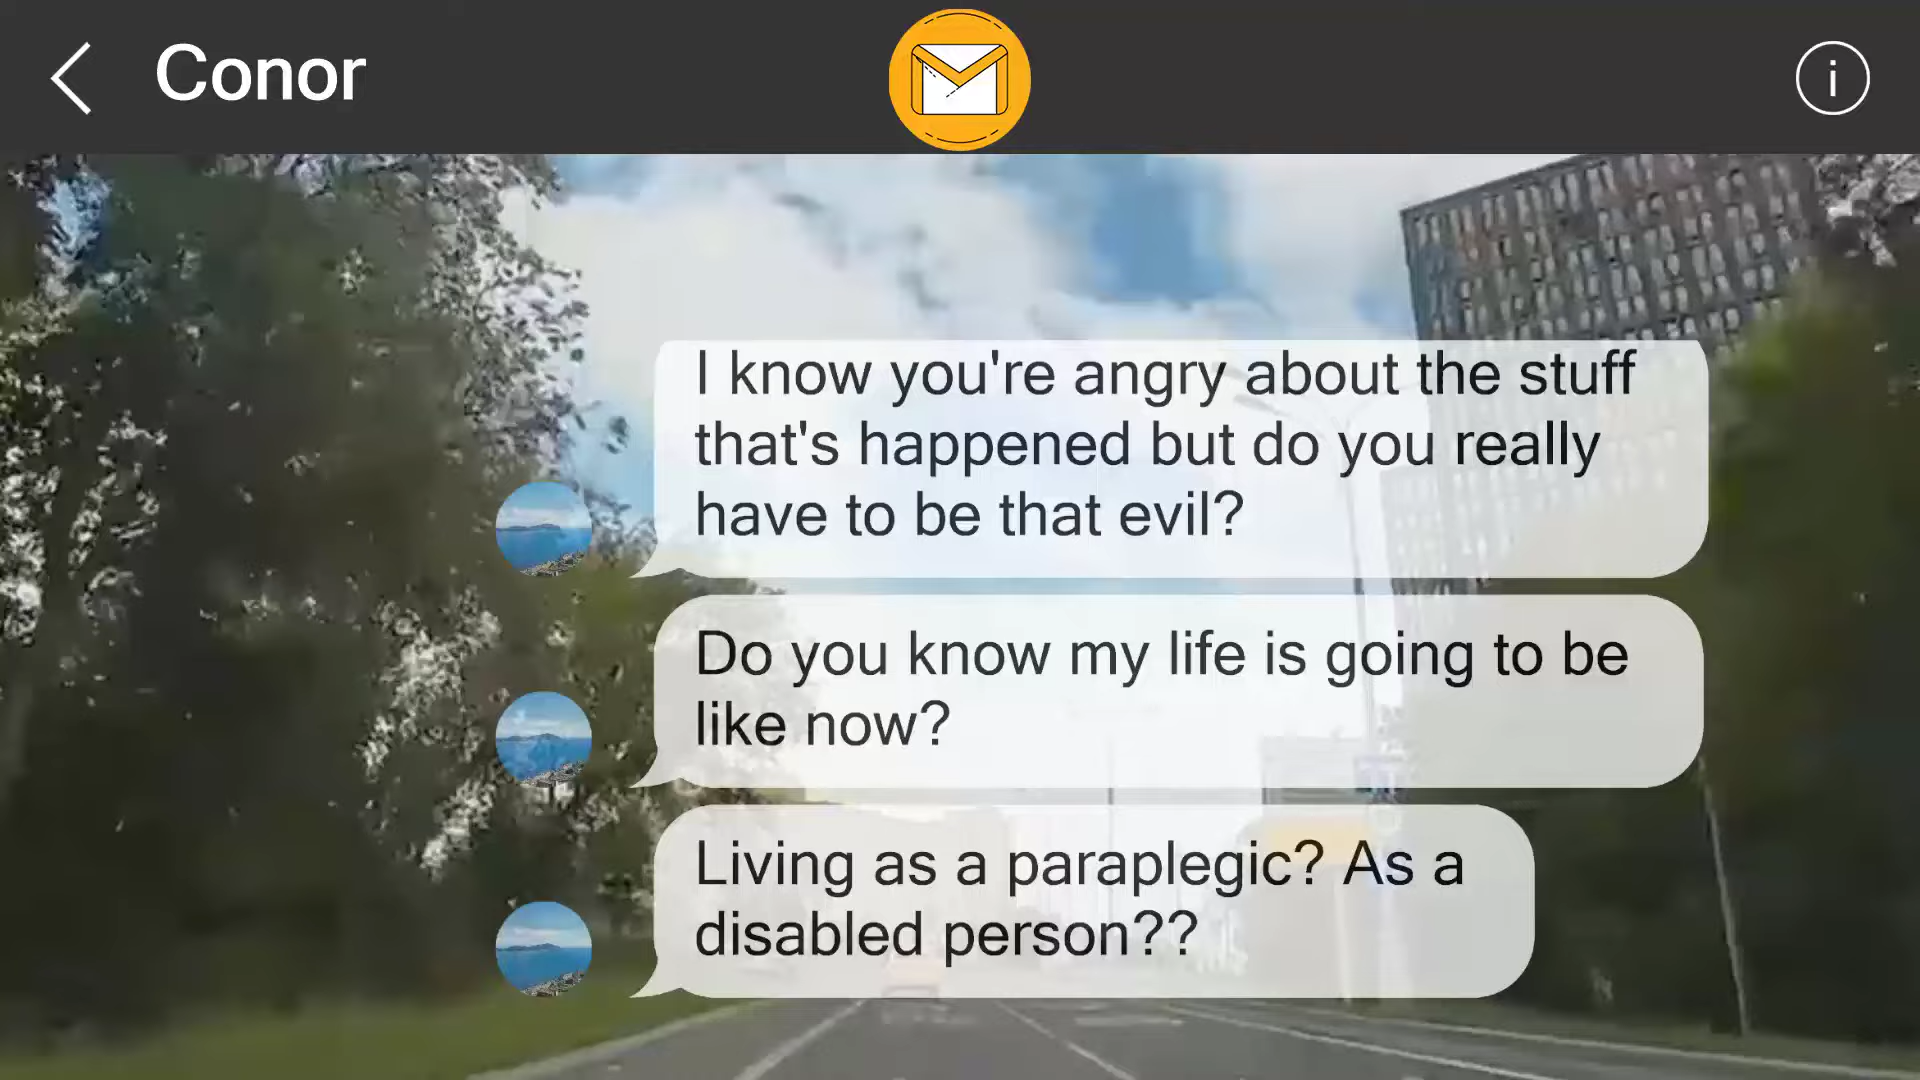 Conor
I know you're angry about the stuff
that's happened but do you really
have to be that evil?
Do you know my life is going to be
like now?
Living as a paraplegic? As a
disabled person??